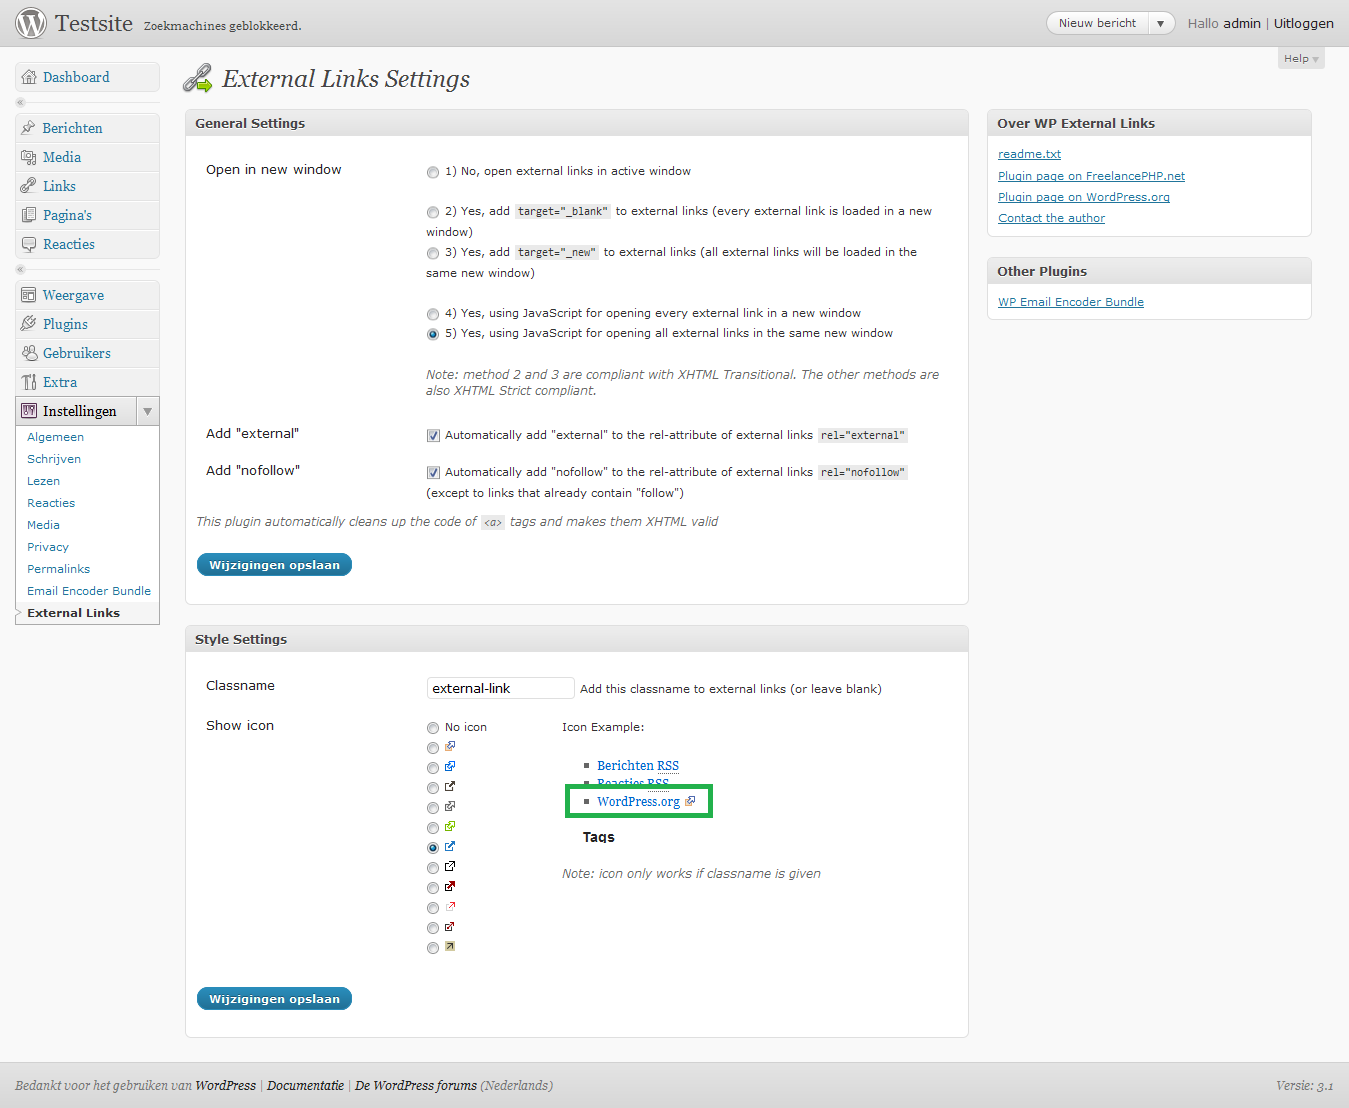 Testsite Zoekmachines geblokkeerd.
Nieuw bericht
Hallo admin | Uitloggen
Help
Dashboard
Berichten
Media
Links
Pagina's
Reacties
Weergave
Plugins
Gebruikers
Extra
Instellingen
Algemeen
Schrijven
Lezen
Reacties
Media
Privacy
Permalinks
Email Encoder Bundle
External Links
External Links Settings
General Settings
Open in new window
1) No, open external links in active window
2) Yes, add target="_blank" to external links (every external link is loaded in a new
window)
3) Yes, add target="_new" to external links (all external links will be loaded in the
same new window)
4) Yes, using JavaScript for opening every external link in a new window
5) Yes, using JavaScript for opening all external links in the same new window
Note: method 2 and 3 are compliant with XHTML Transitional. The other methods are
also XHTML Strict compliant.
Add "external"
Automatically add "external" to the rel-attribute of external links rel="external"
Add "nofollow"
Automatically add "nofollow" to the rel-attribute of external links rel="nofollow"
(except to links that already contain "follow")
This plugin automatically cleans up the code of <a> tags and makes them XHTML valid
Wijzigingen opslaan
Style Settings
Classname
external-link Add this classname to external links (or leave blank)
Show icon
No icon
Icon Example:
Berichten RSS
Reacties RSS
WordPress.org
Tags
Note: icon only works if classname is given
Wijzigingen opslaan
Over WP External Links
readme.txt
Plugin page on FreelancePHP.net
Plugin page on WordPress.org
Contact the author
Other Plugins
WP Email Encoder Bundle
Bedankt voor het gebruiken van WordPress | Documentatie | De WordPress forums (Nederlands)
Versie: 3.1